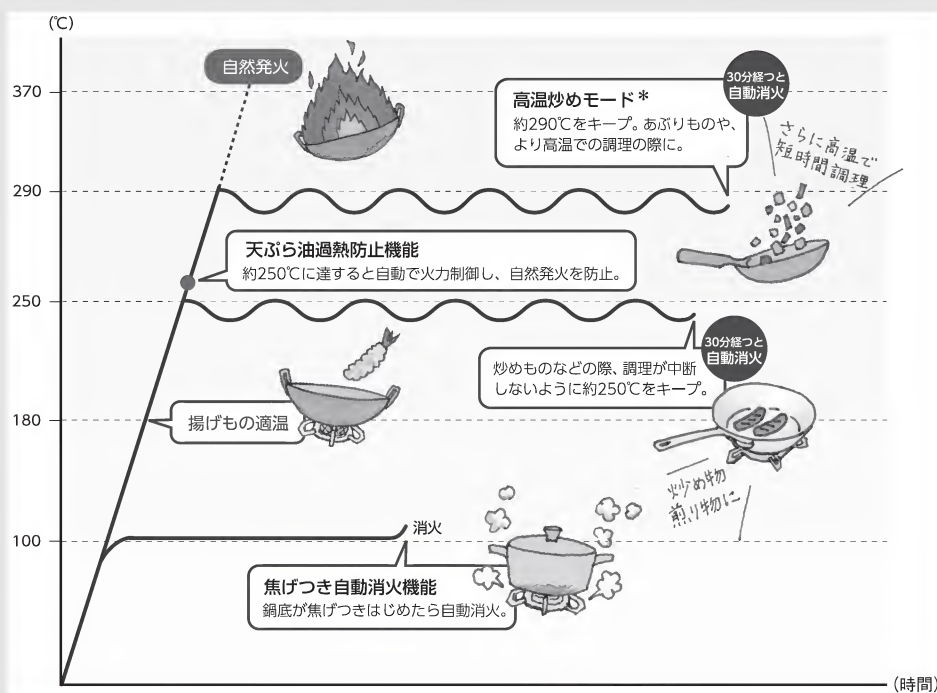 (℃)
自然発火
370
30分経つと
自動消火
高温炒めモード*
約290℃をキープ。あぶりものや、
より高温での調理の際に。
さらに高温で
短時間調理
290
天ぷら油過熱防止機能
約250℃に達すると自動で火力制御し、自然発火を防止。
250
30分経つと
自動消火
炒めものなどの際、調理が中断
しないように約250℃をキープ。
180
揚げもの適温
炒め物
煎り物に
100
消火
焦げつき自動消火機能
鍋底が焦げつきはじめたら自動消火。
(時間)